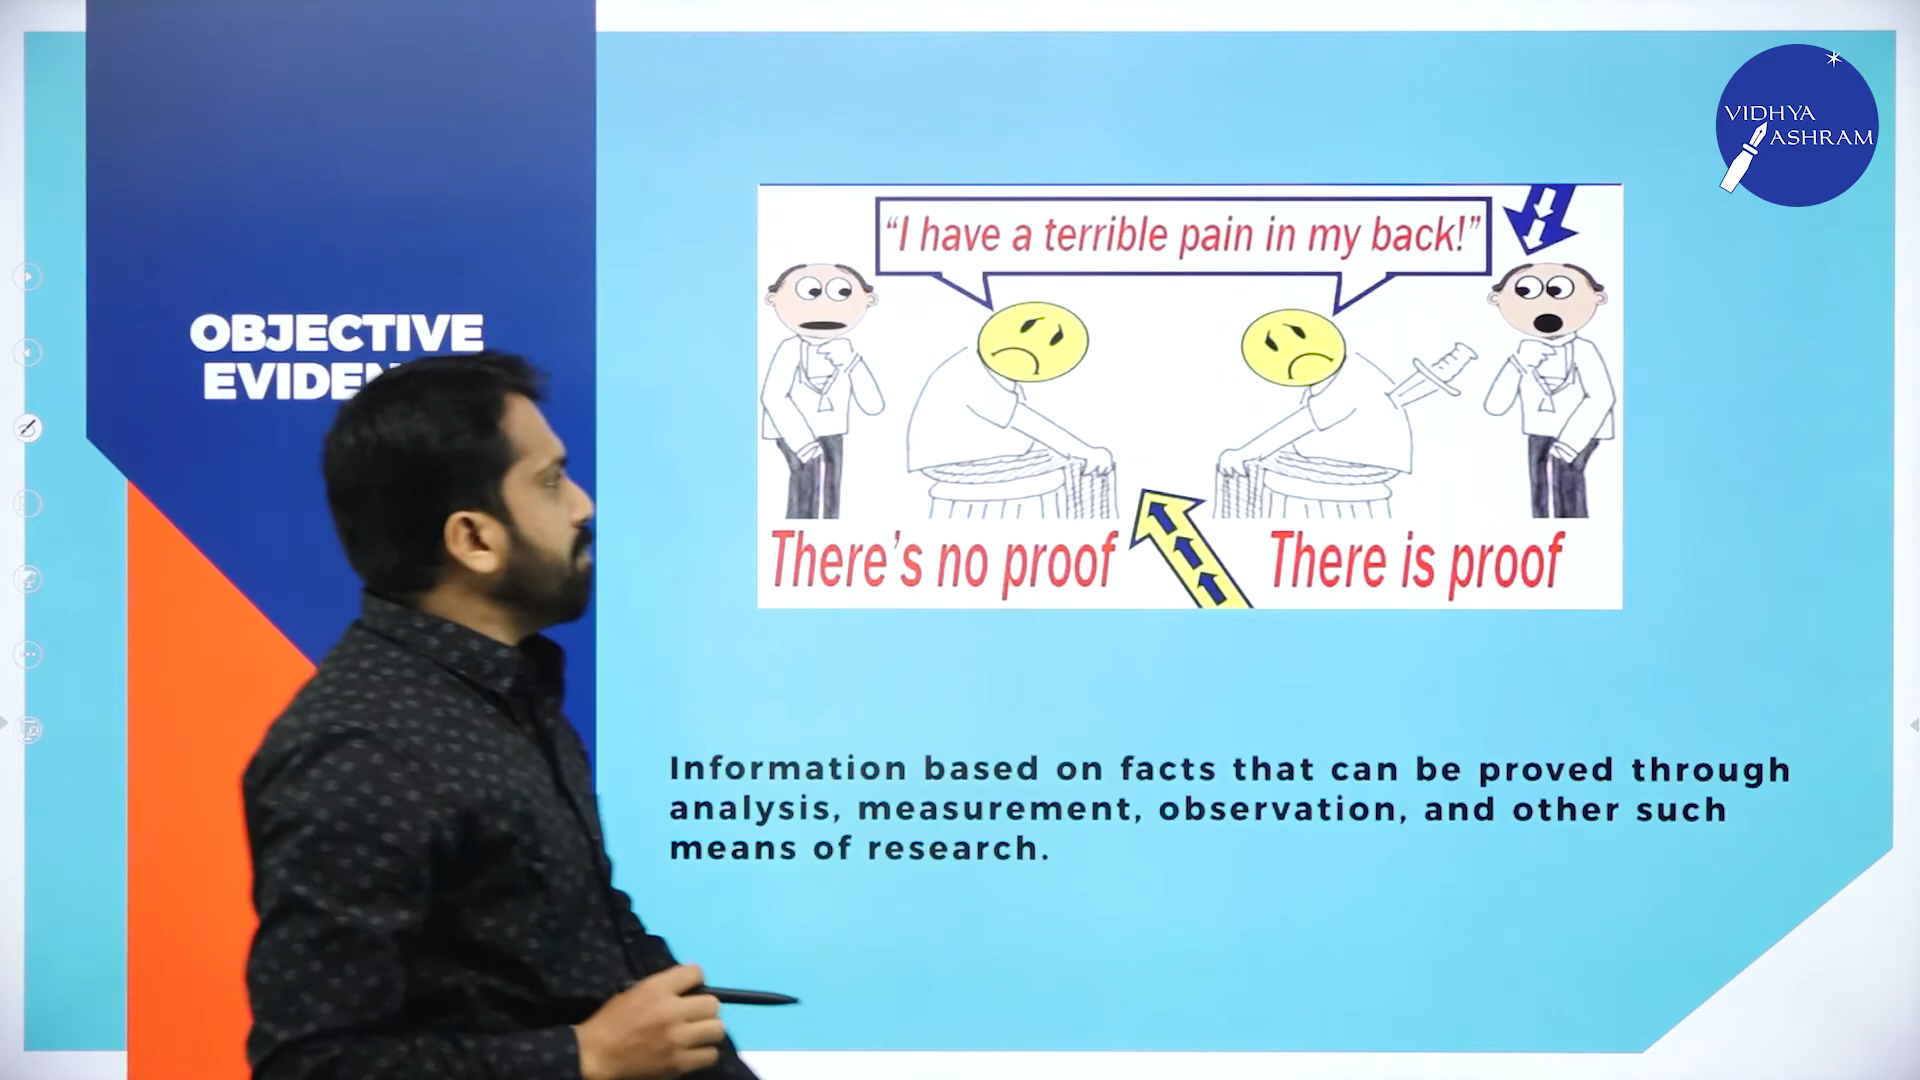 VIDHYA
ASHRAM
OBJECTIVE
“I have a terrible pain in my back!”
There's no proof
There is proof
Information based on facts that can be proved through
analysis, measurement, observation, and other such
means of research.